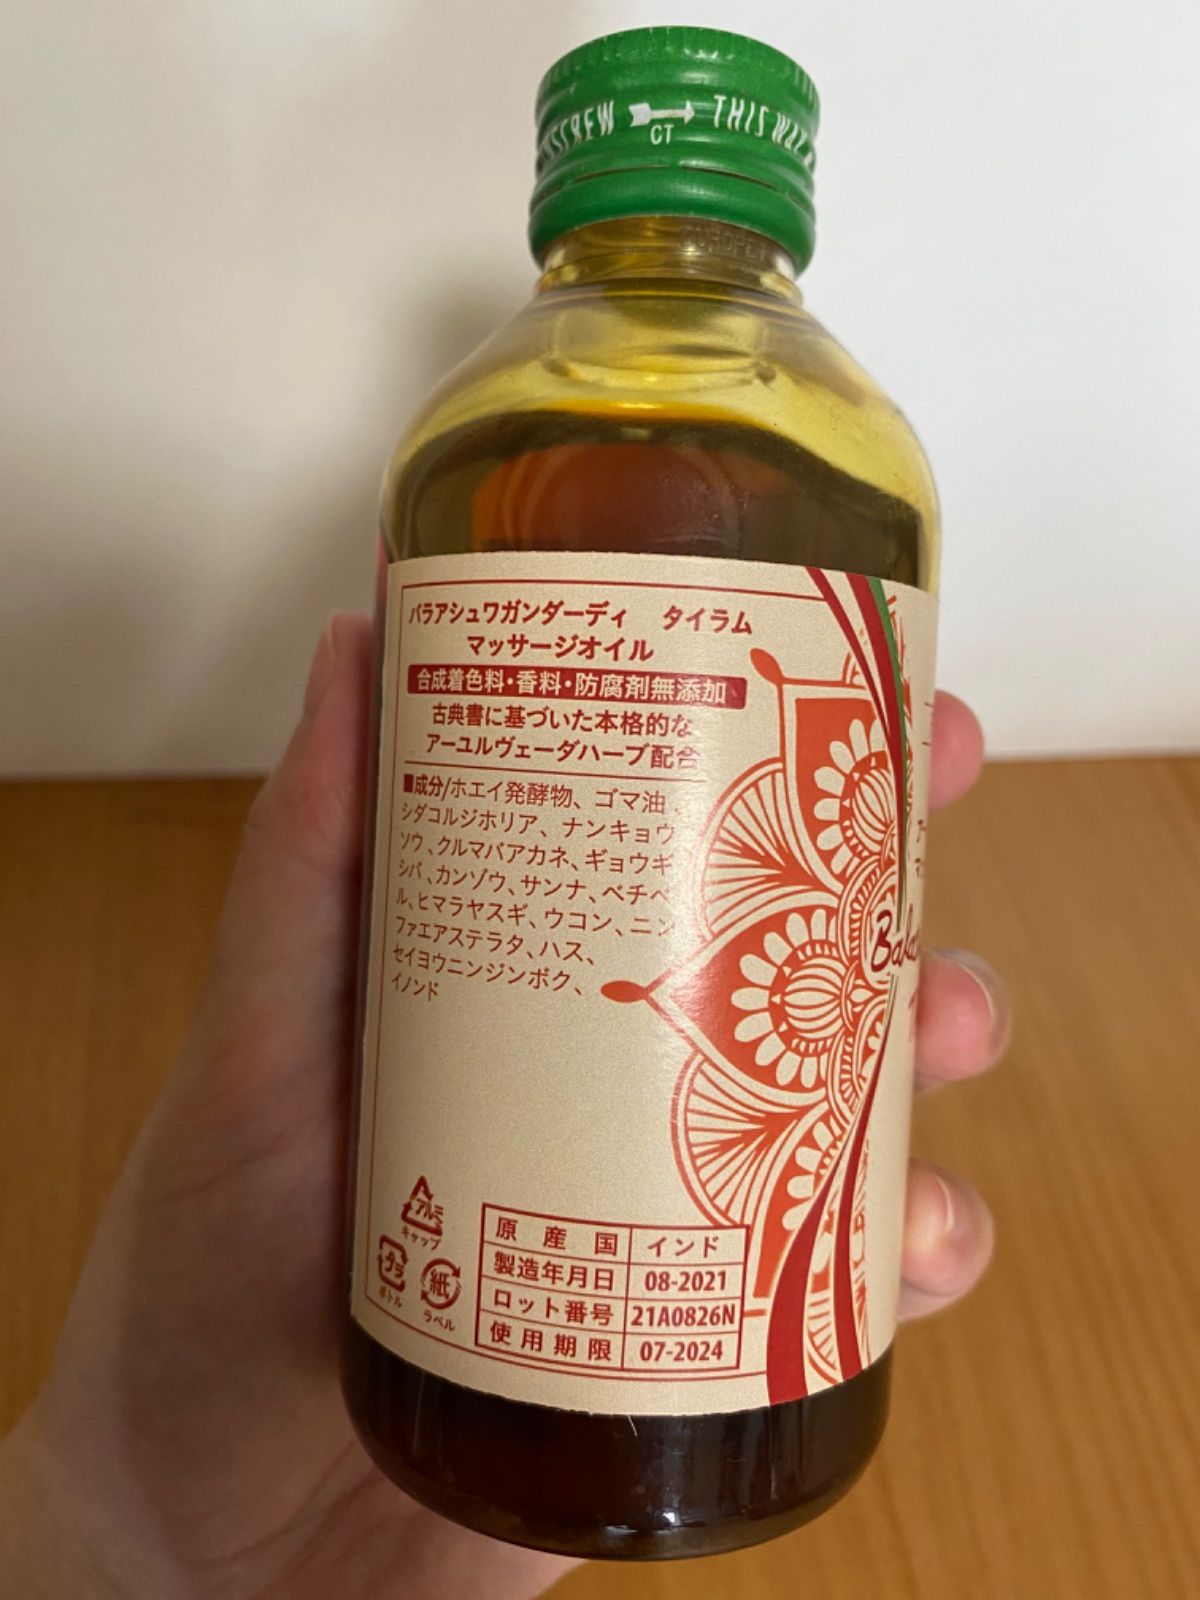 THIS WAY
CT
バラアシュワガンダーディ　タイラム
マッサージオイル
合成着色料・香料・防腐剤無添加
古典書に基づいた本格的な
アーユルヴェーダハーブ配合
■成分/ホエイ発酵物、ゴマ油、
シダコルジホリア、ナンキョウ
ソウ、クルマバアカネ、ギョウギ
シバ、カンゾウ、サンナ、ベチベ
ル、ヒマラヤスギ、ウコン、ニン
ファエアステラタ、ハス、
セイヨウニンジンボク、
イノンド
アルミ
キャップ
プラ
ボトル
紙
ラベル
原産国 インド
製造年月日 08-2021
ロット番号 21A0826N
使用期限 07-2024